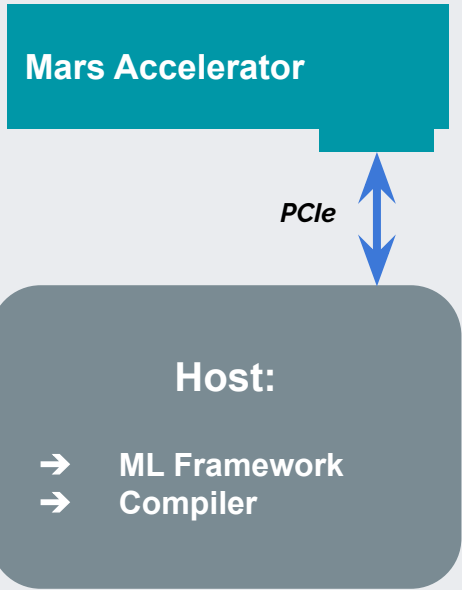 Mars Accelerator
PCIe
Host:
➔ ML Framework
➔ Compiler